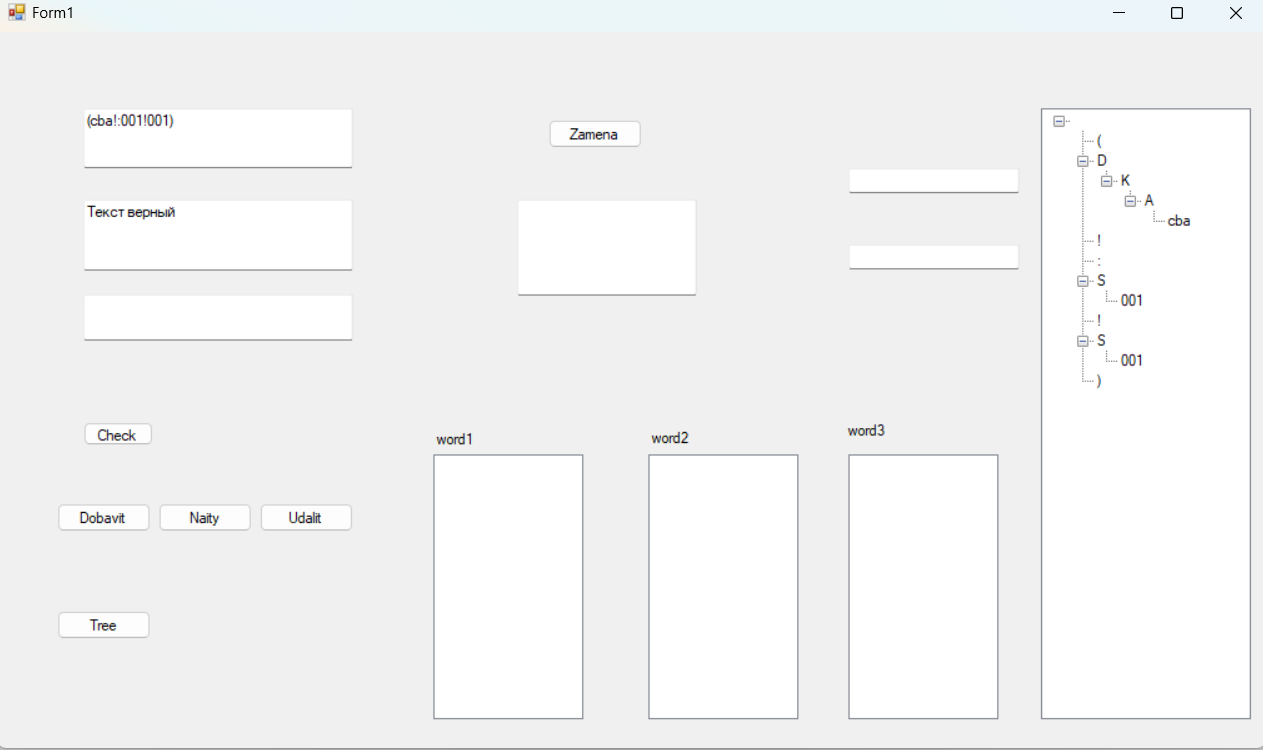 Form1
(cba!:001!001)
Текст верный
Zamena
Check
Dobavit Naity Udalit
Tree
word1 word2 word3
(
D
K
A
cba
!
:
S
001
!
S
001
)